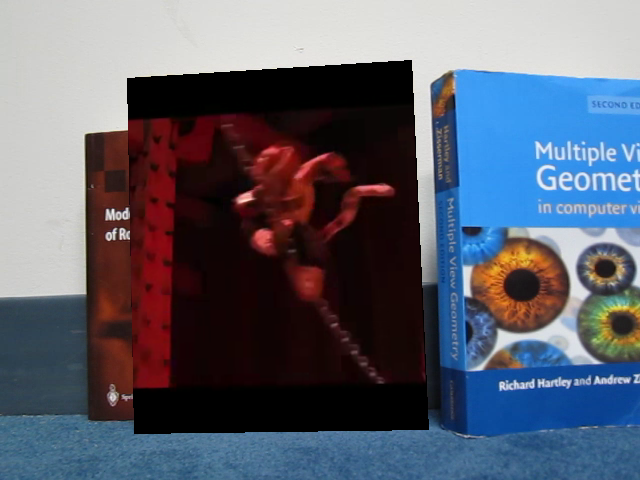 Mod
of Ro
Sp
Hartley and
Zisserman
Multiple View Geometry
SECOND ED
Multiple Vi
Geomet
in computer vi
Richard Hartley and Andrew Z